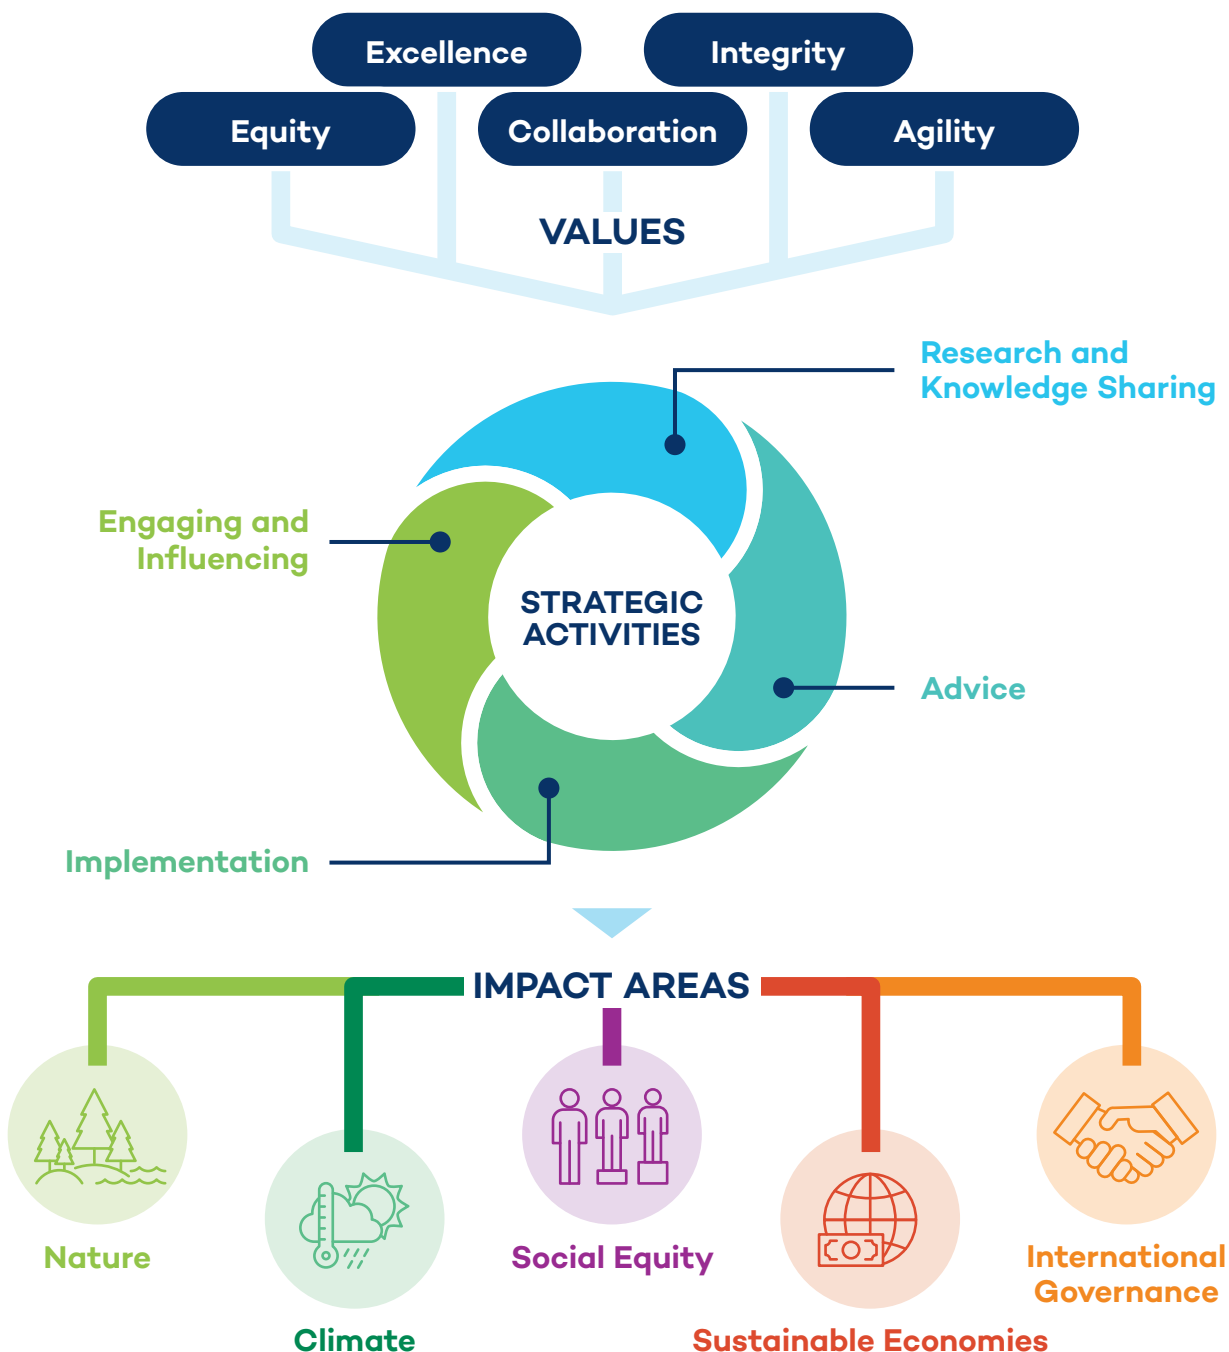 Excellence
Integrity
Equity
Collaboration
Agility
VALUES
Research and
Knowledge Sharing
Engaging and
Influencing
STRATEGIC
ACTIVITIES
Advice
Implementation
IMPACT AREAS
Nature
Climate
Social Equity
Sustainable Economies
International
Governance